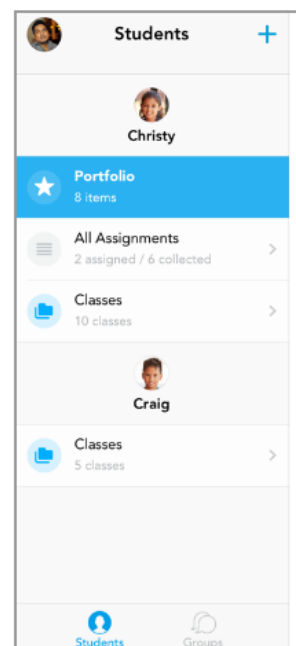 Students
Christy
Portfolio
8 items
All Assignments
2 assigned / 6 collected
Classes
10 classes
Craig
Classes
5 classes
Students
Groups